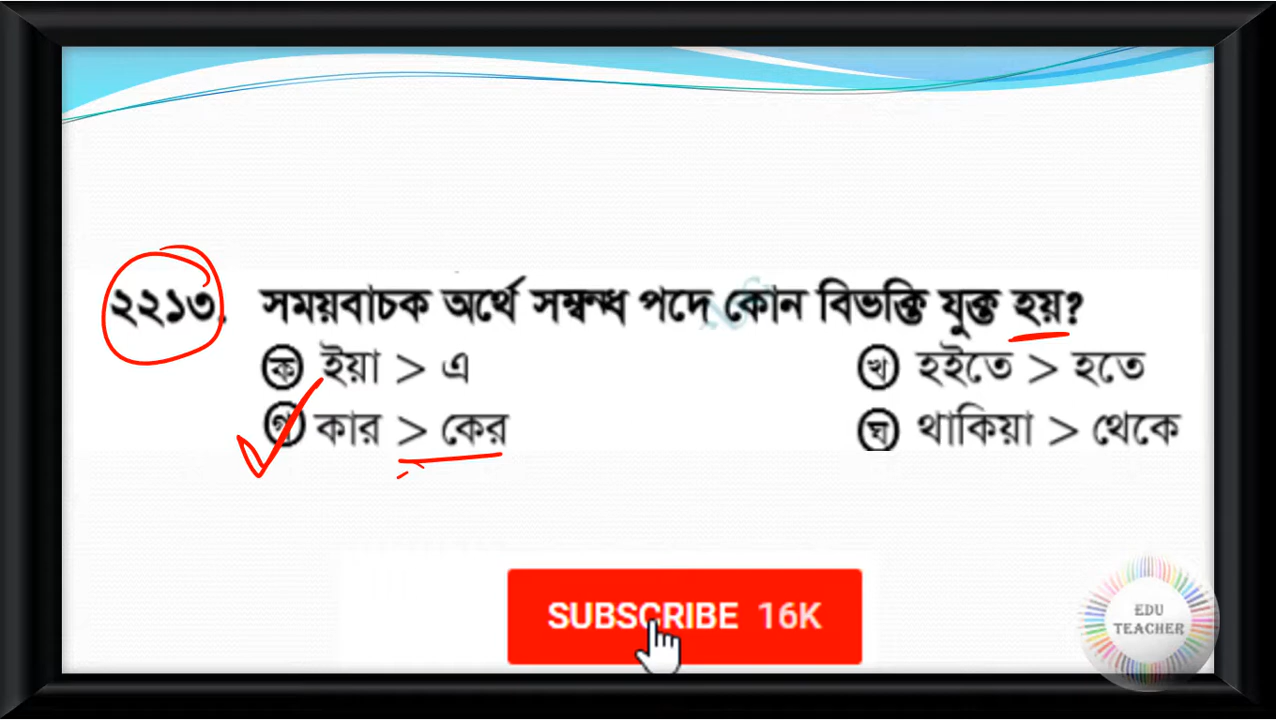 ২২১৩. সময়বাচক অর্থে সম্বন্ধ পদে কোন বিভক্তি যুক্ত হয়?
ক ইয়া > এ খ হইতে > হতে
গ কার > কের ঘ থাকিয়া > থেকে
SUBSCRIBE 16K
EDU
TEACHER